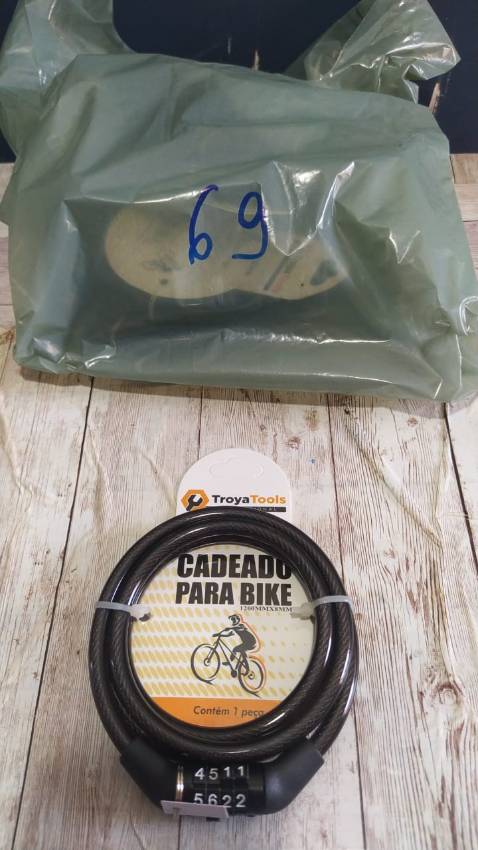 69
TroyaTools
CADEADO
PARA BIKE
1200MMX8MM
Contém 1 peça
4511
5622